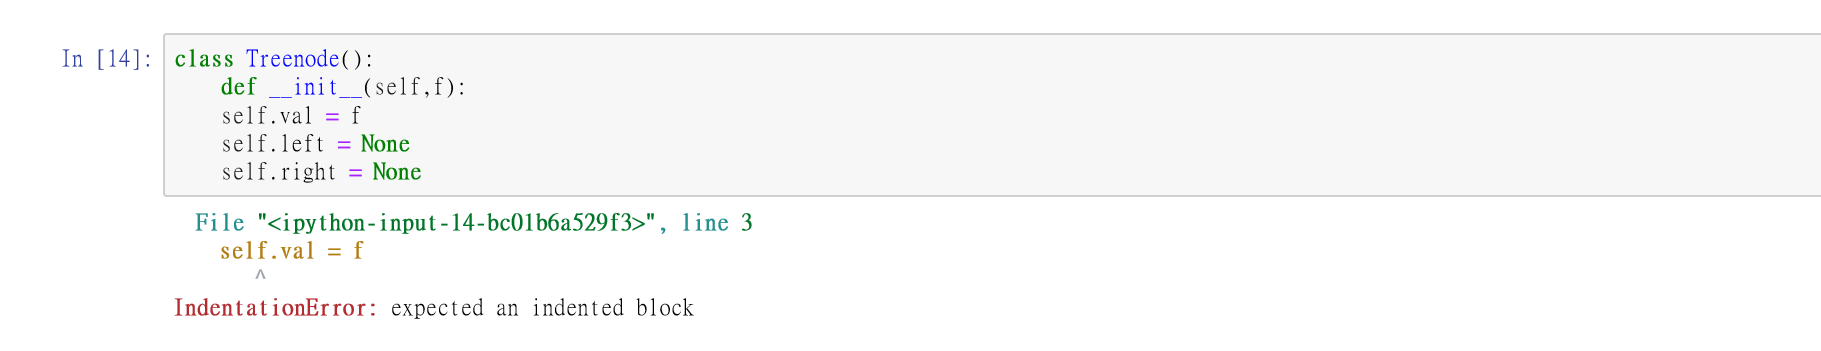 In [14]: class Treenode():
def __init__(self,f):
self.val = f
self.left = None
self.right = None
File "<ipython-input-14-bc01b6a529f3>", line 3
self.val = f
^
IndentationError: expected an indented block